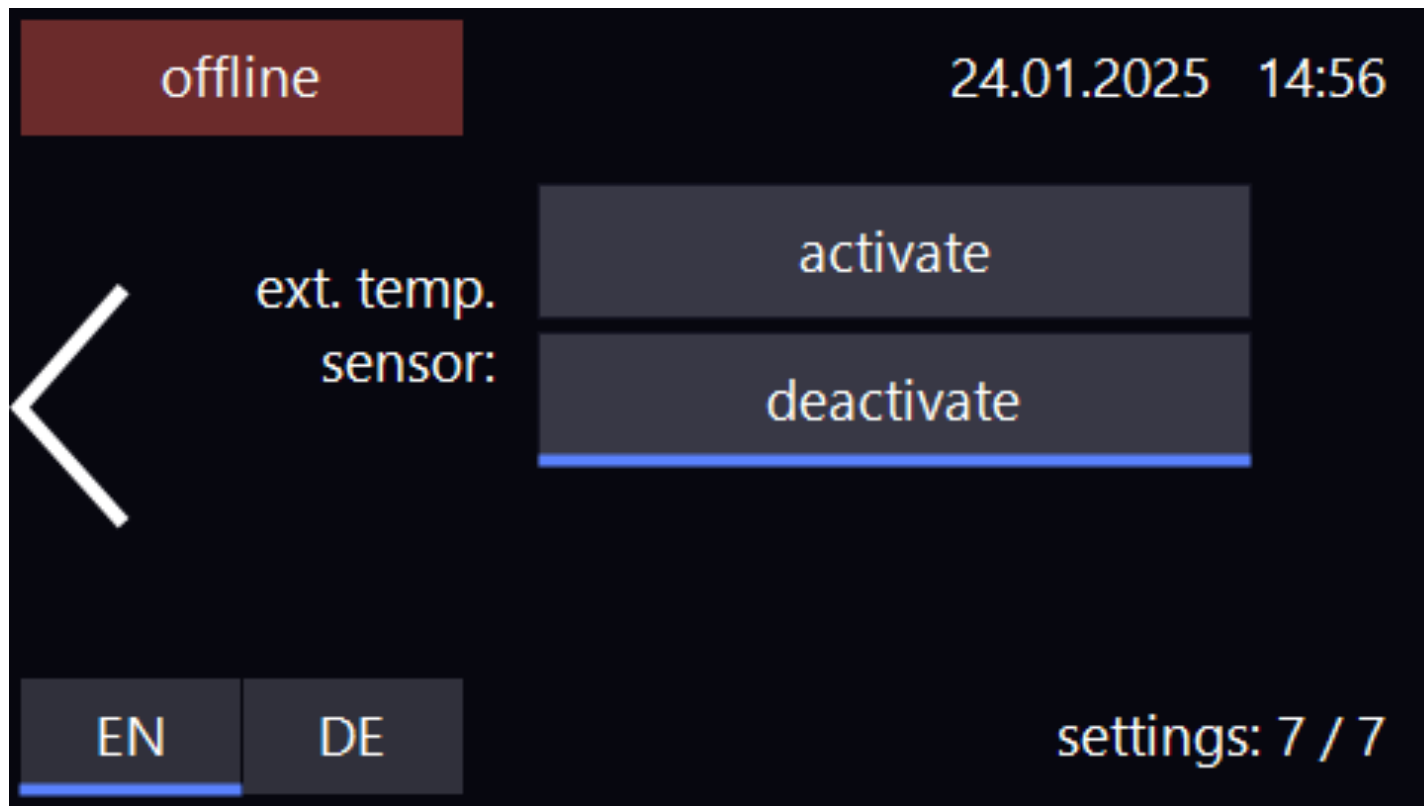 offline
24.01.2025 14:56
activate
ext. temp.
sensor:
deactivate
EN DE
settings: 7 / 7